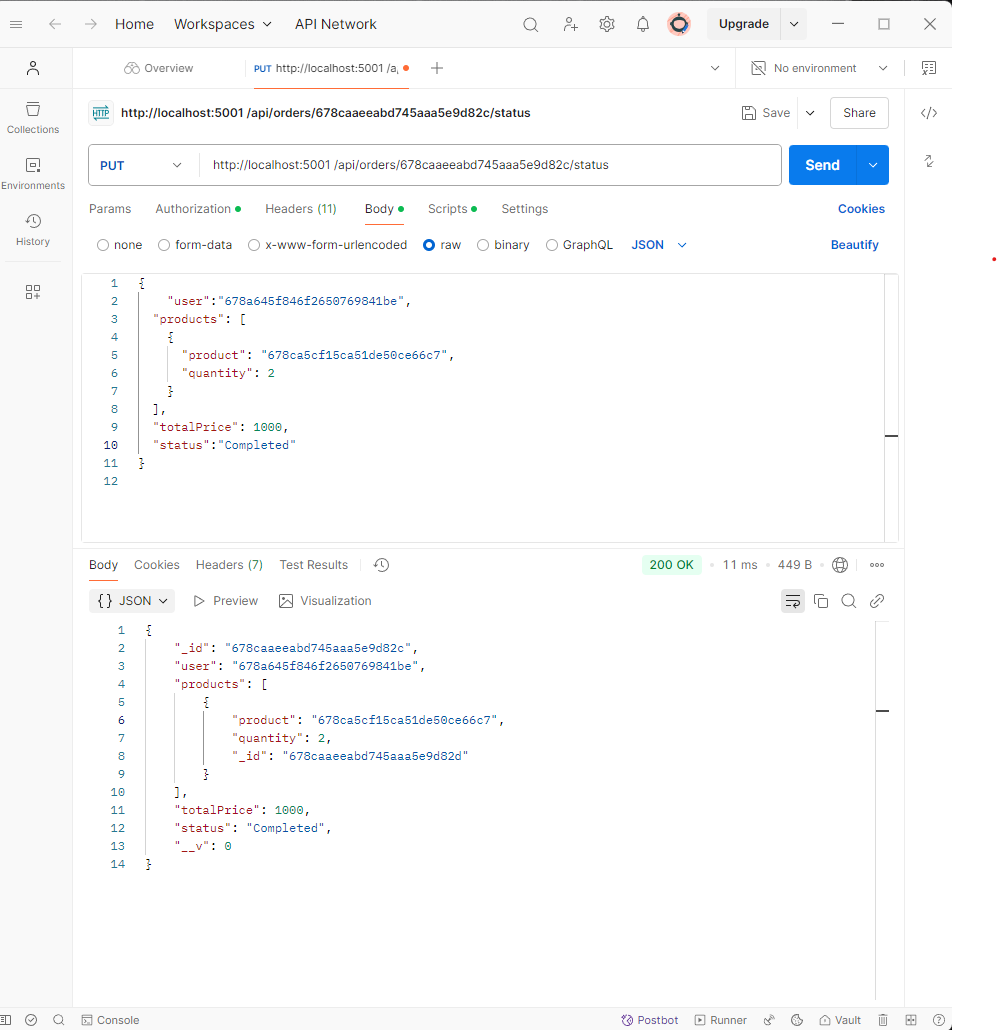 Home Workspaces API Network Upgrade
Overview PUT http://localhost:5001 /a, No environment
HTTP http://localhost:5001 /api/orders/678caaeeabd745aaa5e9d82c/status Save Share
Collections
PUT http://localhost:5001 /api/orders/678caaeeabd745aaa5e9d82c/status Send
Environments
Params Authorization Headers (11) Body Scripts Settings Cookies
History
none form-data x-www-form-urlencoded raw binary GraphQL JSON Beautify
1 {
2 "user":"678a645f846f2650769841be",
3 "products": [
4 {
5 "product": "678ca5cf15ca51de50ce66c7",
6 "quantity": 2
7 }
8 ],
9 "totalPrice": 1000,
10 "status":"Completed"
11 }
12
Body Cookies Headers (7) Test Results 200 OK 11 ms 449 B
{} JSON Preview Visualization
1 {
2 "_id": "678caaeeabd745aaa5e9d82c",
3 "user": "678a645f846f2650769841be",
4 "products": [
5 {
6 "product": "678ca5cf15ca51de50ce66c7",
7 "quantity": 2,
8 "_id": "678caaeeabd745aaa5e9d82d"
9 }
10 ],
11 "totalPrice": 1000,
12 "status": "Completed",
13 "__v": 0
14 }
Console Postbot Runner Vault